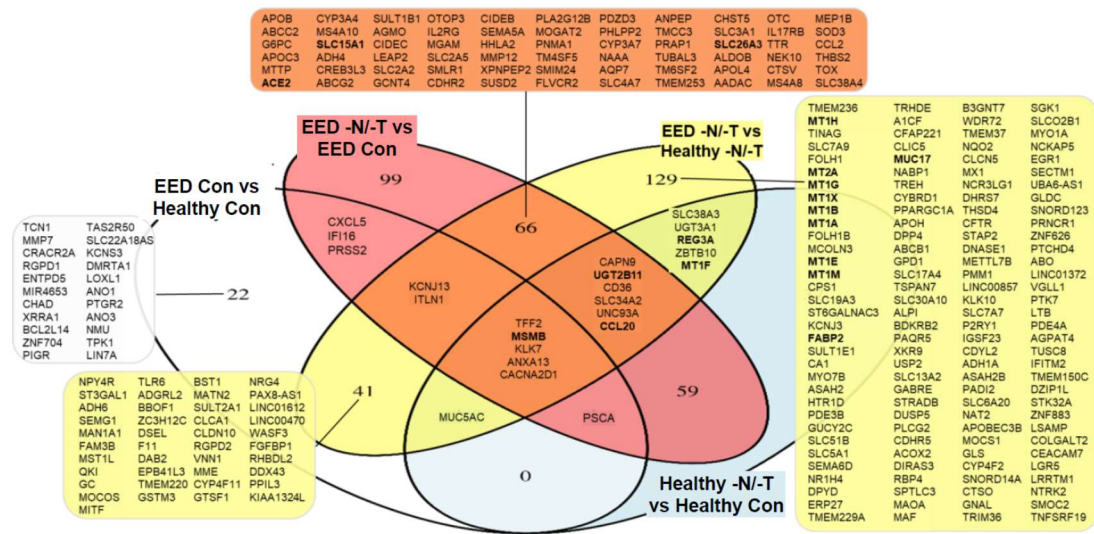 APOB CYP3A4 SULT1B1 OTOP3 CIDEB PLA2G12B PDZD3 ANPEP CHST5 OTC MEP1B
ABCC2 MS4A10 AGMO IL2RG SEMA5A MOGAT2 PHLPP2 TMCC3 SLC3A1 IL17RB SOD3
G6PC SLC15A1 CIDEC MGAM HHLA2 PNMA1 CYP3A7 PRAP1 SLC26A3 TTR CCL2
APOC3 ADH4 LEAP2 SLC2A5 MMP12 TM4SF5 NAAA TUBAL3 ALDOB NEK10 THBS2
MTTP CREB3L3 SLC2A2 SMLR1 XPNPEP2 SMIM24 AQP7 TM6SF2 APOL4 CTSV TOX
ACE2 ABCG2 GCNT4 CDHR2 SUSD2 FLVCR2 SLC4A7 TMEM253 AADAC MS4A8 SLC38A4
EED -N/-T vs
EED Con
EED -N/-T vs
Healthy -N/-T
EED Con vs
Healthy Con
Healthy -N/-T
vs Healthy Con
99
66
129
22
41
59
0
CXCL5
IFI16
PRSS2
SLC38A3
UGT3A1
REG3A
ZBTB10
MT1F
KCNJ13
ITLN1
CAPN9
UGT2B11
CD36
SLC34A2
UNC93A
CCL20
TFF2
MSMB
KLK7
ANXA13
CACNA2D1
MUC5AC
PSCA
TCN1 TAS2R50
MMP7 SLC22A18AS
CRACR2A KCNS3
RGPD1 DMRTA1
ENTPD5 LOXL1
MIR4653 ANO1
CHAD PTGR2
XRRA1 ANO3
BCL2L14 NMU
ZNF704 TPK1
PIGR LIN7A
NPY4R TLR6 BST1 NRG4
ST3GAL1 ADGRL2 MATN2 PAX8-AS1
ADH6 BBOF1 SULT2A1 LINC01612
SEMG1 ZC3H12C CLCA1 LINC00470
MAN1A1 DSEL CLDN10 WASF3
FAM3B F11 RGPD2 FGFBP1
MST1L DAB2 VNN1 RHBDL2
QKI EPB41L3 MME DDX43
GC TMEM220 CYP4F11 PPIL3
MOCOS GSTM3 GTSF1 KIAA1324L
MITF
TMEM236 TRHDE B3GNT7 SGK1
MT1H A1CF WDR72 SLCO2B1
TINAG CFAP221 TMEM37 MYO1A
SLC7A9 CLIC5 NQO2 NCKAP5
FOLH1 MUC17 CLCN5 EGR1
MT2A NABP1 MX1 SECTM1
MT1G TREH NCR3LG1 UBA6-AS1
MT1X CYBRD1 DHRS7 GLDC
MT1B PPARGC1A THSD4 SNORD123
MT1A APOH CFTR PRNCR1
FOLH1B DPP4 STAP2 ZNF626
MCOLN3 ABCB1 DNASE1 PTCHD4
MT1E GPD1 METTL7B ABO
MT1M SLC17A4 PMM1 LINC01372
CPS1 TSPAN7 LINC00857 VGLL1
SLC19A3 SLC30A10 KLK10 PTK7
ST6GALNAC3 ALPI SLC7A7 LTB
KCNJ3 BDKRB2 P2RY1 PDE4A
FABP2 PAQR5 IGSF23 AGPAT4
SULT1E1 XKR9 CDYL2 TUSC8
CA1 USP2 ADH1A IFITM2
MYO7B SLC13A2 ASAH2B TMEM150C
ASAH2 GABRE PADI2 DZIP1L
HTR1D STRADB SLC6A20 STK32A
PDE3B DUSP5 NAT2 ZNF883
GUCY2C PLCG2 APOBEC3B LSAMP
SLC51B CDHR5 MOCS1 COLGALT2
SLC5A1 ACOX2 GLS CEACAM7
SEMA6D DIRAS3 CYP4F2 LGR5
NR1H4 RBP4 SNORD14A LRRTM1
DPYD SPTLC3 CTSO NTRK2
ERP27 MAOA GNAL SMOC2
TMEM229A MAF TRIM36 TNFSRF19